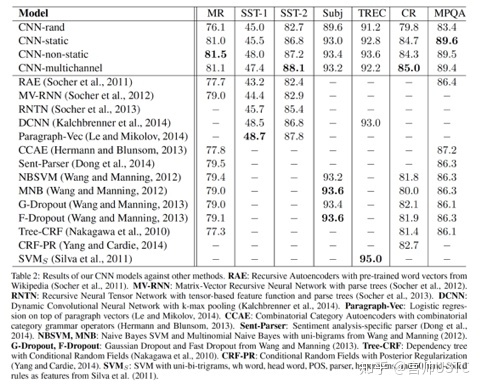 Model MR SST-1 SST-2 Subj TREC CR MPQA
CNN-rand 76.1 45.0 82.7 89.6 91.2 79.8 83.4
CNN-static 81.0 45.5 86.8 93.0 92.8 84.7 89.6
CNN-non-static 81.5 48.0 87.2 93.4 93.6 84.3 89.5
CNN-multichannel 81.1 47.4 88.1 93.2 92.2 85.0 89.4
RAE (Socher et al., 2011) 77.7 43.2 82.4 – – – 86.4
MV-RNN (Socher et al., 2012) 79.0 44.4 82.9 – – – –
RNTN (Socher et al., 2013) – 45.7 85.4 – – – –
DCNN (Kalchbrenner et al., 2014) – 48.5 86.8 – 93.0 – –
Paragraph-Vec (Le and Mikolov, 2014) – 48.7 87.8 – – – –
CCAE (Hermann and Blunsom, 2013) 77.8 – – – – – 87.2
Sent-Parser (Dong et al., 2014) 79.5 – – – – – 86.3
NBSVM (Wang and Manning, 2012) 79.4 – – 93.2 – 81.8 86.3
MNB (Wang and Manning, 2012) 79.0 – – 93.6 – 80.0 86.3
G-Dropout (Wang and Manning, 2013) 79.0 – – 93.4 – 82.1 86.1
F-Dropout (Wang and Manning, 2013) 79.1 – – 93.6 – 81.9 86.3
Tree-CRF (Nakagawa et al., 2010) 77.3 – – – – 81.4 86.1
CRF-PR (Yang and Cardie, 2014) – – – – – 82.7 –
SVMS (Silva et al., 2011) – – – – 95.0 – –
Table 2: Results of our CNN models against other methods. RAE: Recursive Autoencoders with pre-trained word vectors from
Wikipedia (Socher et al., 2011). MV-RNN: Matrix-Vector Recursive Neural Network with parse trees (Socher et al., 2012).
RNTN: Recursive Neural Tensor Network with tensor-based feature function and parse trees (Socher et al., 2013). DCNN:
Dynamic Convolutional Neural Network with k-max pooling (Kalchbrenner et al., 2014). Paragraph-Vec: Logistic regres-
sion on top of paragraph vectors (Le and Mikolov, 2014). CCAE: Combinatorial Category Autoencoders with combinatorial
category grammar operators (Hermann and Blunsom, 2013). Sent-Parser: Sentiment analysis-specific parser (Dong et al.,
2014). NBSVM, MNB: Naive Bayes SVM and Multinomial Naive Bayes with uni-bigrams from Wang and Manning (2012).
G-Dropout, F-Dropout: Gaussian Dropout and Fast Dropout from Wang and Manning (2013). Tree-CRF: Dependency tree
with Conditional Random Fields (Nakagawa et al., 2010). CRF-PR: Conditional Random Fields with Posterior Regularization
(Yang and Cardie, 2014). SVMS: SVM with uni-bi-trigrams, wh word, head word, POS, parser,
rules as features from Silva et al. (2011).